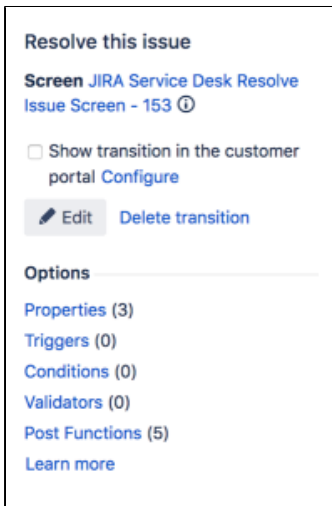 Resolve this issue
Screen JIRA Service Desk Resolve
Issue Screen - 153
Show transition in the customer
portal Configure
Edit Delete transition
Options
Properties (3)
Triggers (0)
Conditions (0)
Validators (0)
Post Functions (5)
Learn more